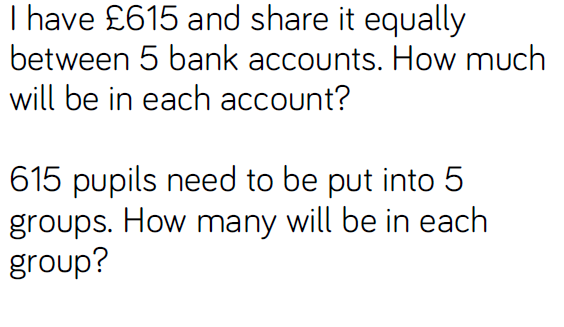 I have £615 and share it equally
between 5 bank accounts. How much
will be in each account?
615 pupils need to be put into 5
groups. How many will be in each
group?